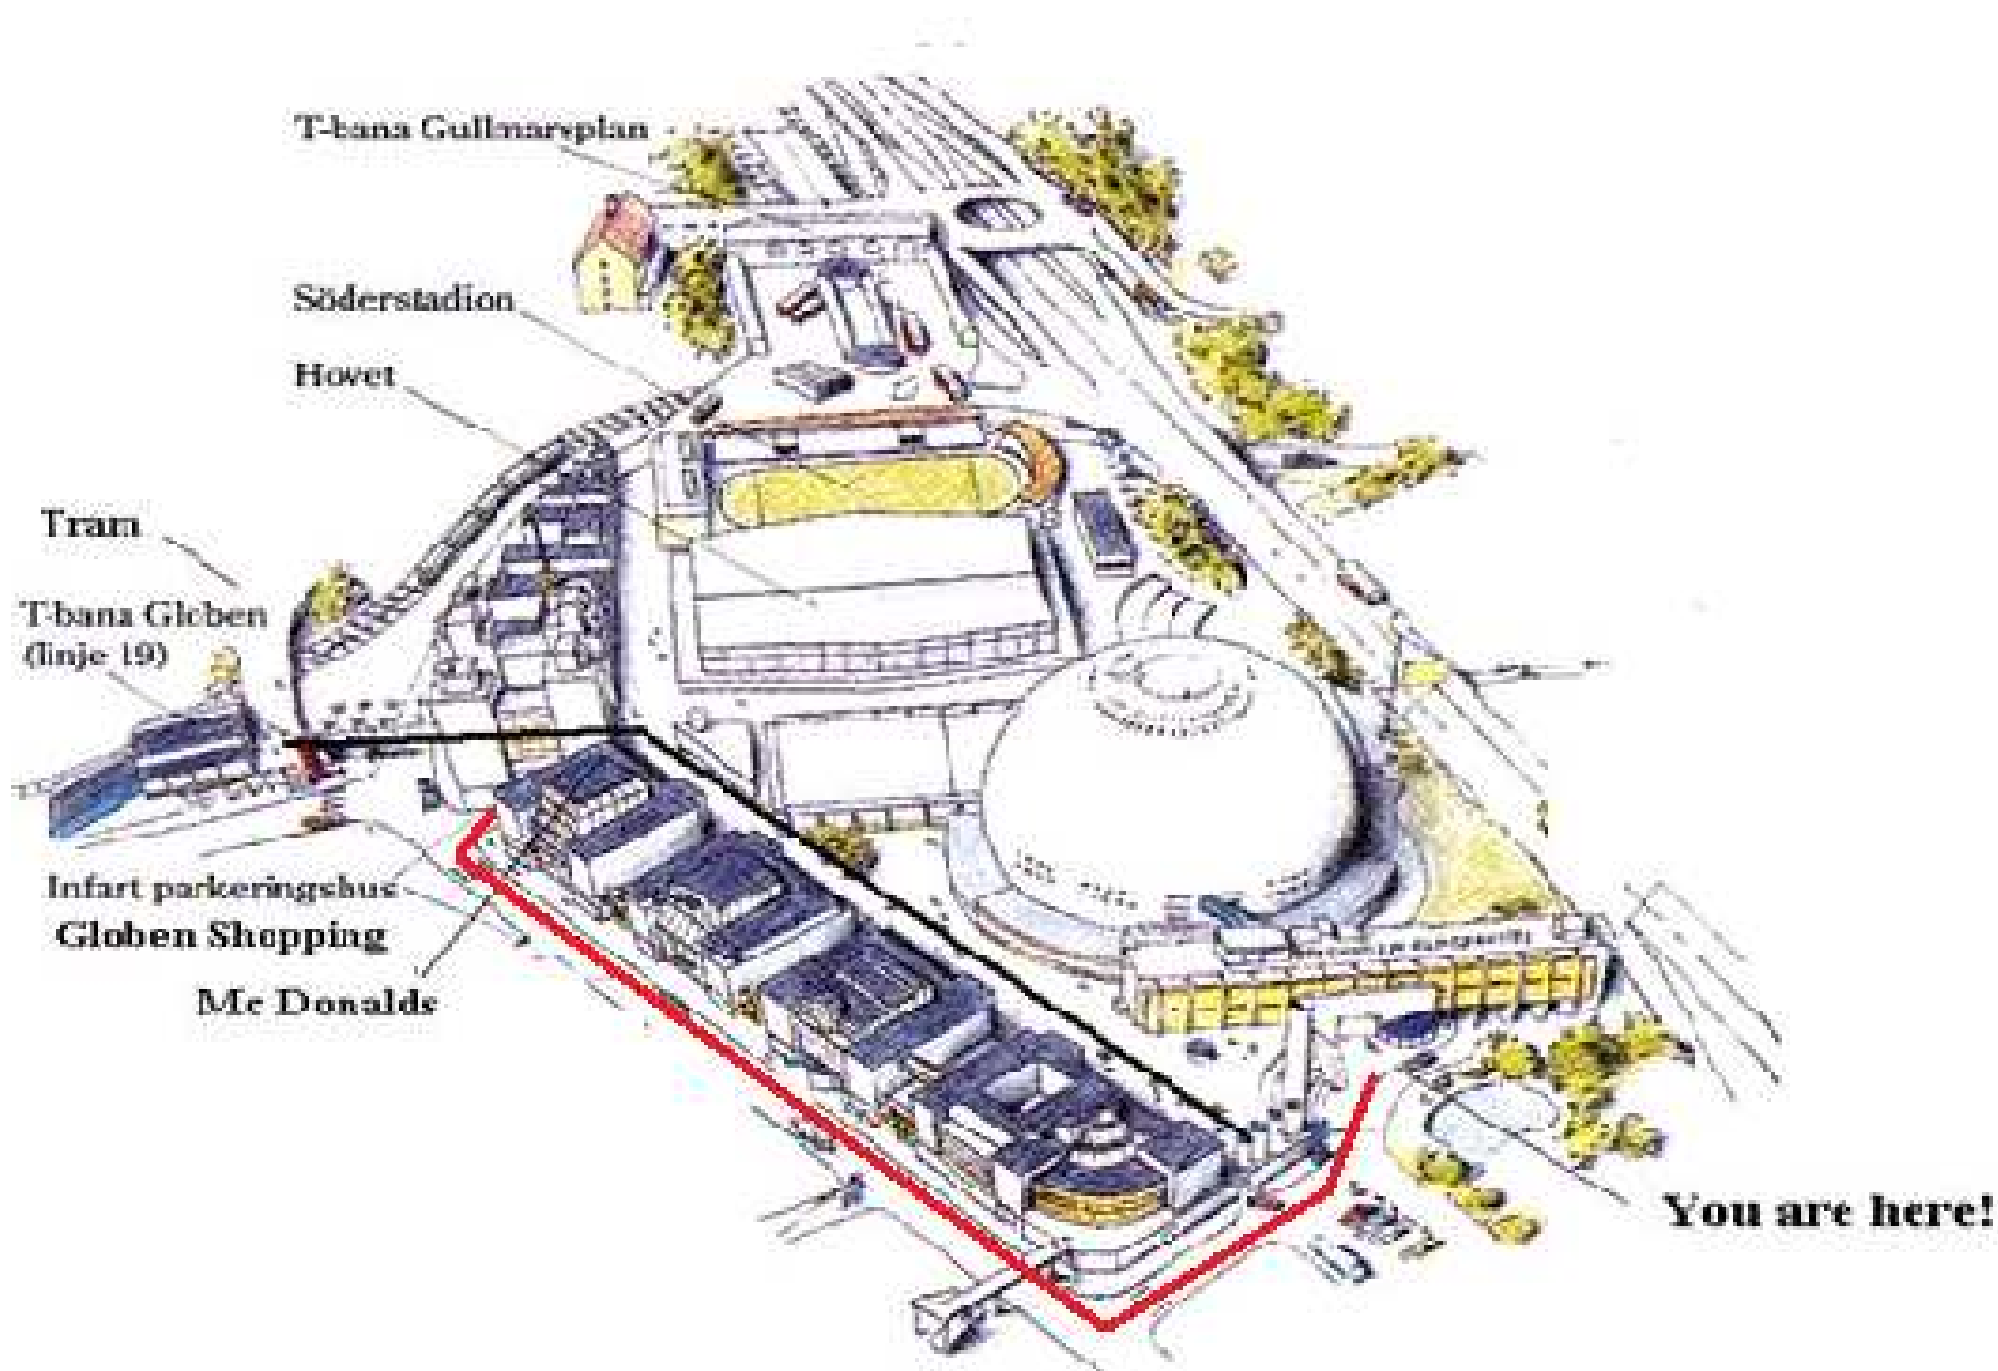 T-bana Gullmarsplan
Söderstadion
Hovet
Tram
T-bana Globen
(linje 19)
Infart parkeringshus
Globen Shopping
Mc Donalds
You are here!